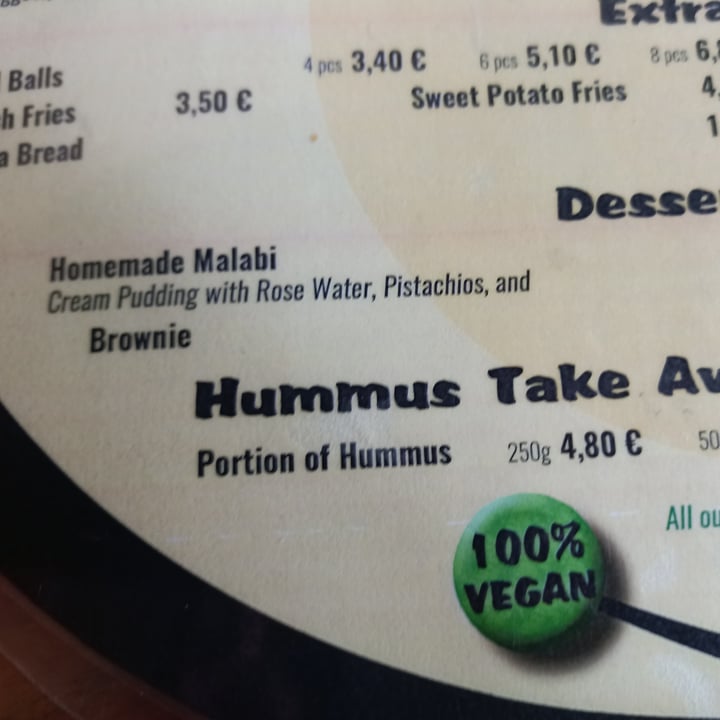 Extra
Balls 4 pcs 3,40 € 6 pcs 5,10 € 8 pcs
Fries 3,50 € Sweet Potato Fries
Bread
Homemade Malabi
Cream Pudding with Rose Water, Pistachios, and
Brownie
Hummus Take
Portion of Hummus 250g 4,80 €
All
100%
VEGAN